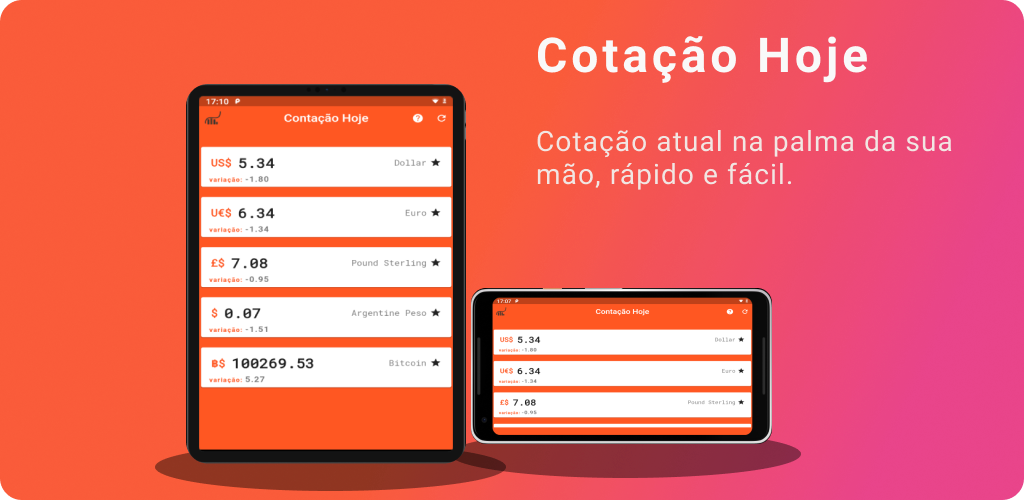 Cotação Hoje
Cotação atual na palma da sua
mão, rápido e fácil.
17:10
Contação Hoje ?
US$ 5.34 Dollar
variação: -1.80
U€$ 6.34 Euro
variação: -1.34
£$ 7.08 Pound Sterling
variação: -0.95
$ 0.07 Argentine Peso
variação: -1.51
฿$ 100269.53 Bitcoin
variação: 5.27
17:07
Contação Hoje ?
US$ 5.34 Dollar
variação: -1.80
U€$ 6.34 Euro
variação: -1.34
£$ 7.08 Pound Sterling
variação: -0.95